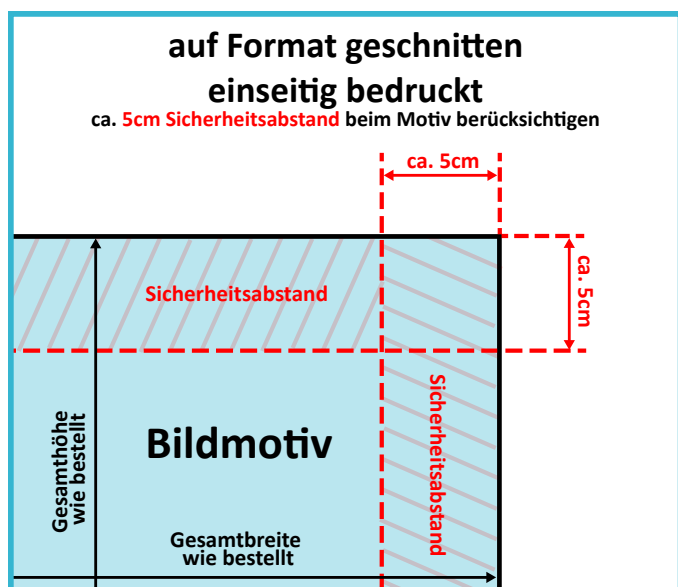 auf Format geschnitten
einseitig bedruckt
ca. 5cm Sicherheitsabstand beim Motiv berücksichtigen
ca. 5cm
ca. 5cm
Sicherheitsabstand
Sicherheitsabstand
Gesamthöhe
wie bestellt
Bildmotiv
Gesamtbreite
wie bestellt